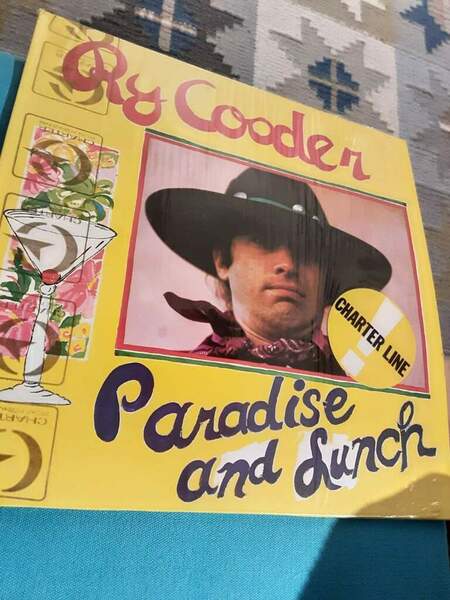 Ry Cooder
CHARTER LINE
!
Paradise
and Lunch